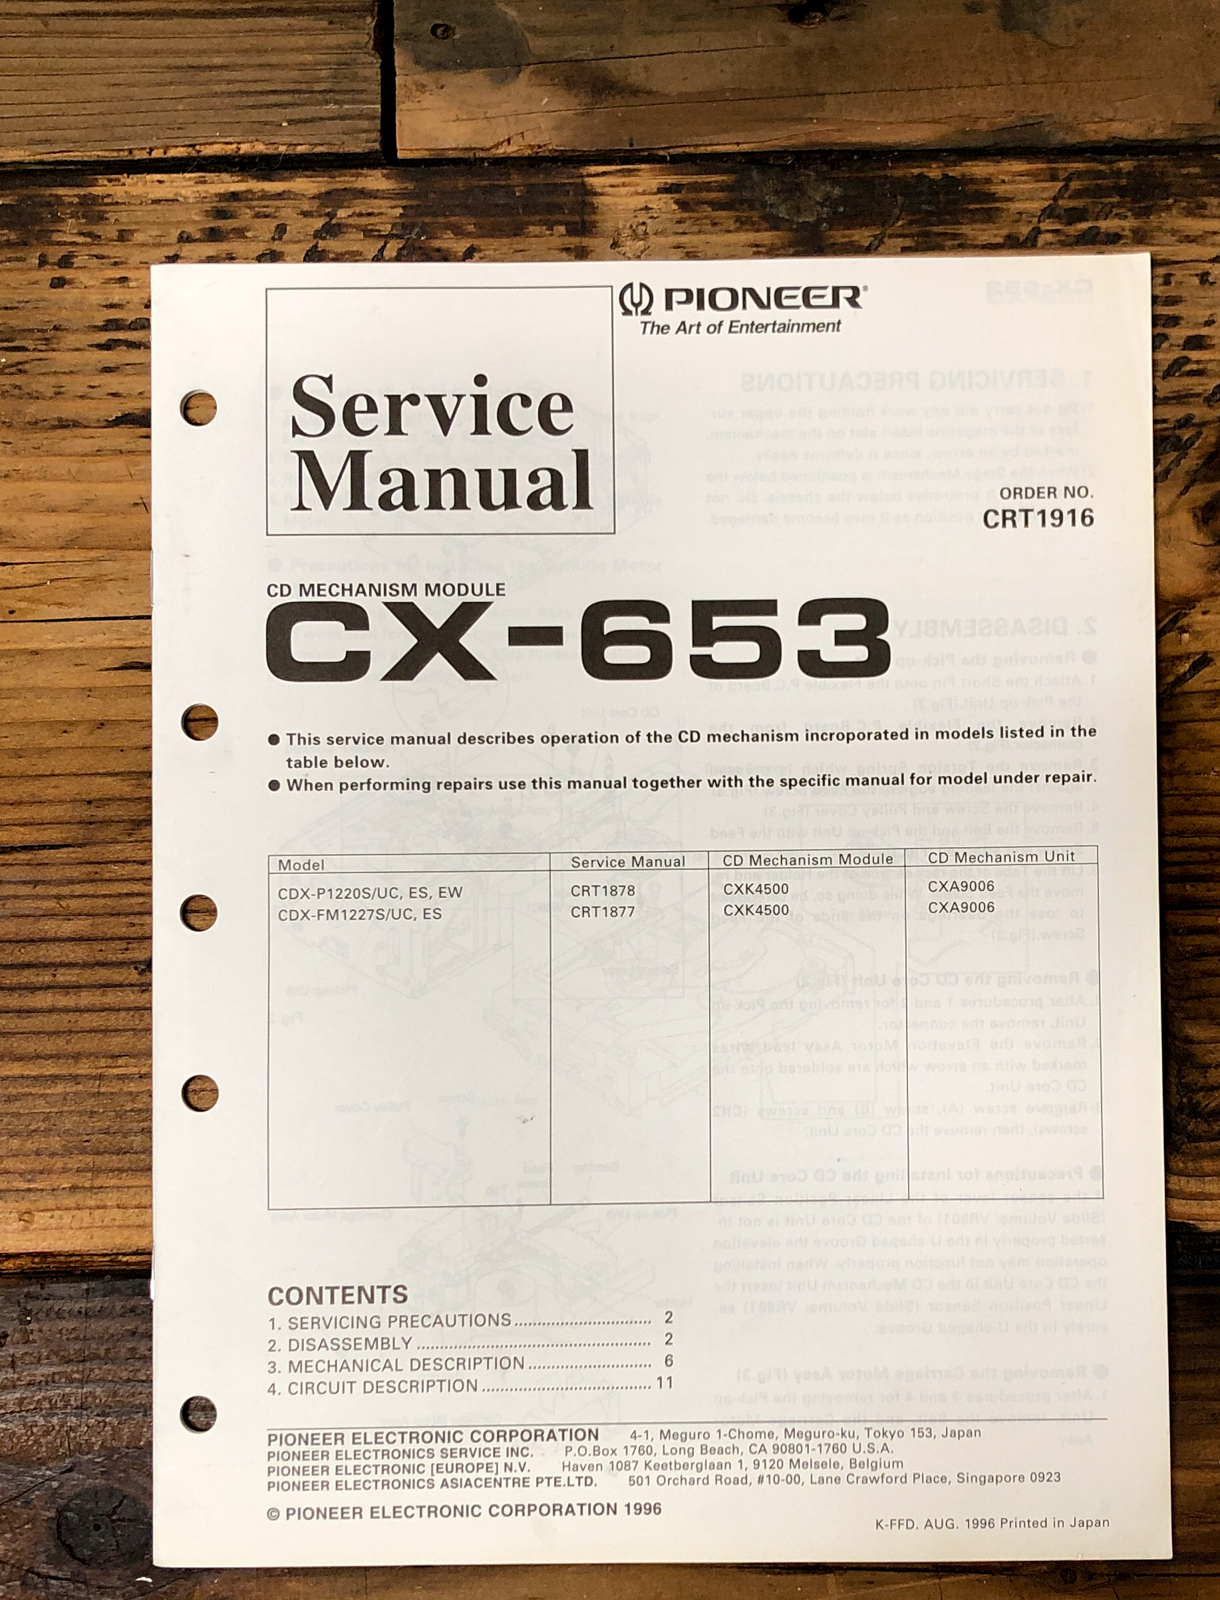 PIONEER®
The Art of Entertainment
Service
Manual
ORDER NO.
CRT1916
CD MECHANISM MODULE
CX-653
● This service manual describes operation of the CD mechanism incroporated in models listed in the
table below.
● When performing repairs use this manual together with the specific manual for model under repair.
Model Service Manual CD Mechanism Module CD Mechanism Unit
CDX-P1220S/UC, ES, EW CRT1878 CXK4500 CXA9006
CDX-FM1227S/UC, ES CRT1877 CXK4500 CXA9006
CONTENTS
1. SERVICING PRECAUTIONS .............................. 2
2. DISASSEMBLY .................................................... 2
3. MECHANICAL DESCRIPTION ........................... 6
4. CIRCUIT DESCRIPTION ..................................... 11
PIONEER ELECTRONIC CORPORATION 4-1, Meguro 1-Chome, Meguro-ku, Tokyo 153, Japan
PIONEER ELECTRONICS SERVICE INC. P.O.Box 1760, Long Beach, CA 90801-1760 U.S.A.
PIONEER ELECTRONIC [EUROPE] N.V. Haven 1087 Keetberglaan 1, 9120 Melsele, Belgium
PIONEER ELECTRONICS ASIACENTRE PTE.LTD. 501 Orchard Road, #10-00, Lane Crawford Place, Singapore 0923
© PIONEER ELECTRONIC CORPORATION 1996
K-FFD. AUG. 1996 Printed in Japan